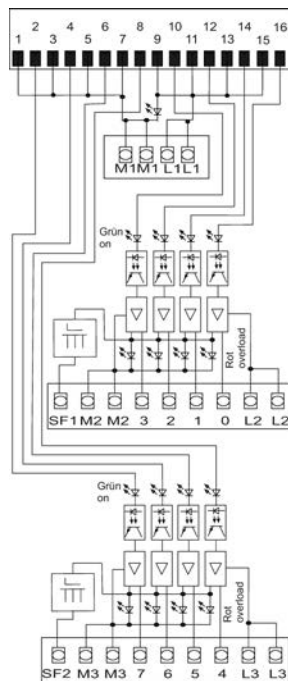 2 4 6 8 10 12 14 16
1 3 5 7 9 11 13 15
M1 M1 L1 L1
Grün
on
Rot
overload
SF1 M2 M2 3 2 1 0 L2 L2
Grün
on
Rot
overload
SF2 M3 M3 7 6 5 4 L3 L3